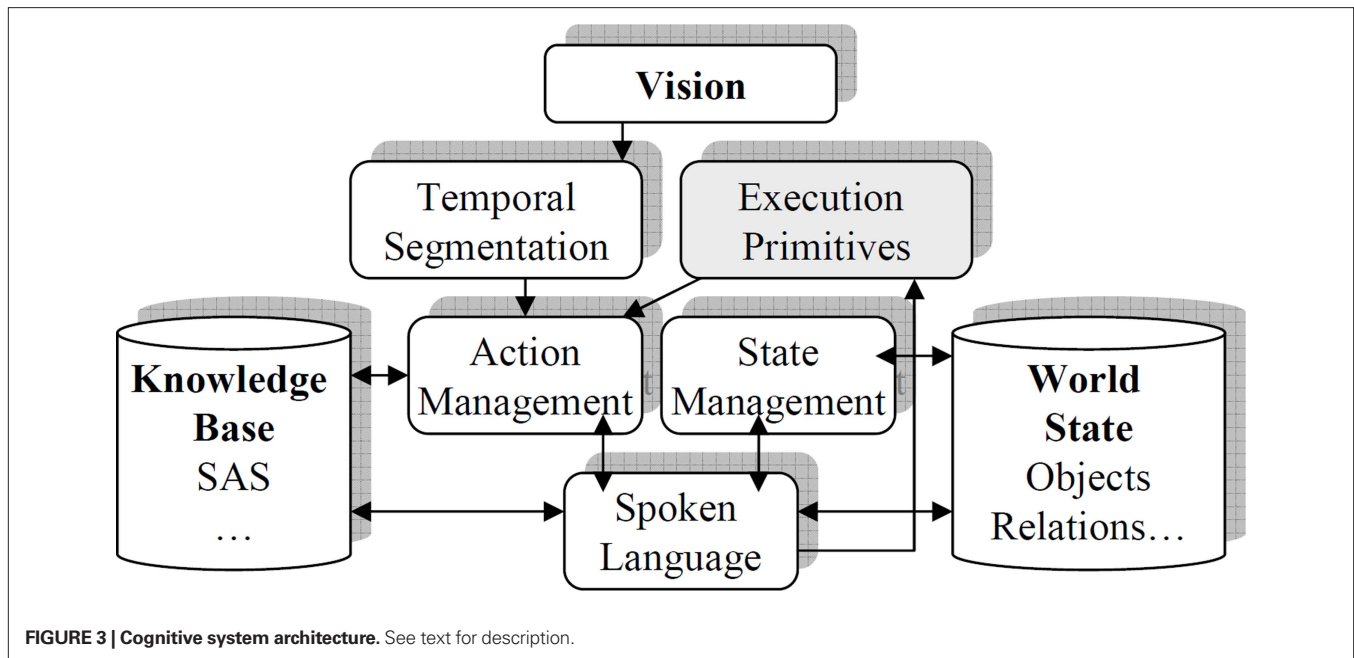 Vision
Temporal
Segmentation
Execution
Primitives
Knowledge
Base
SAS
…
Action
Management
State
Management
World
State
Objects
Relations…
Spoken
Language
FIGURE 3 | Cognitive system architecture. See text for description.